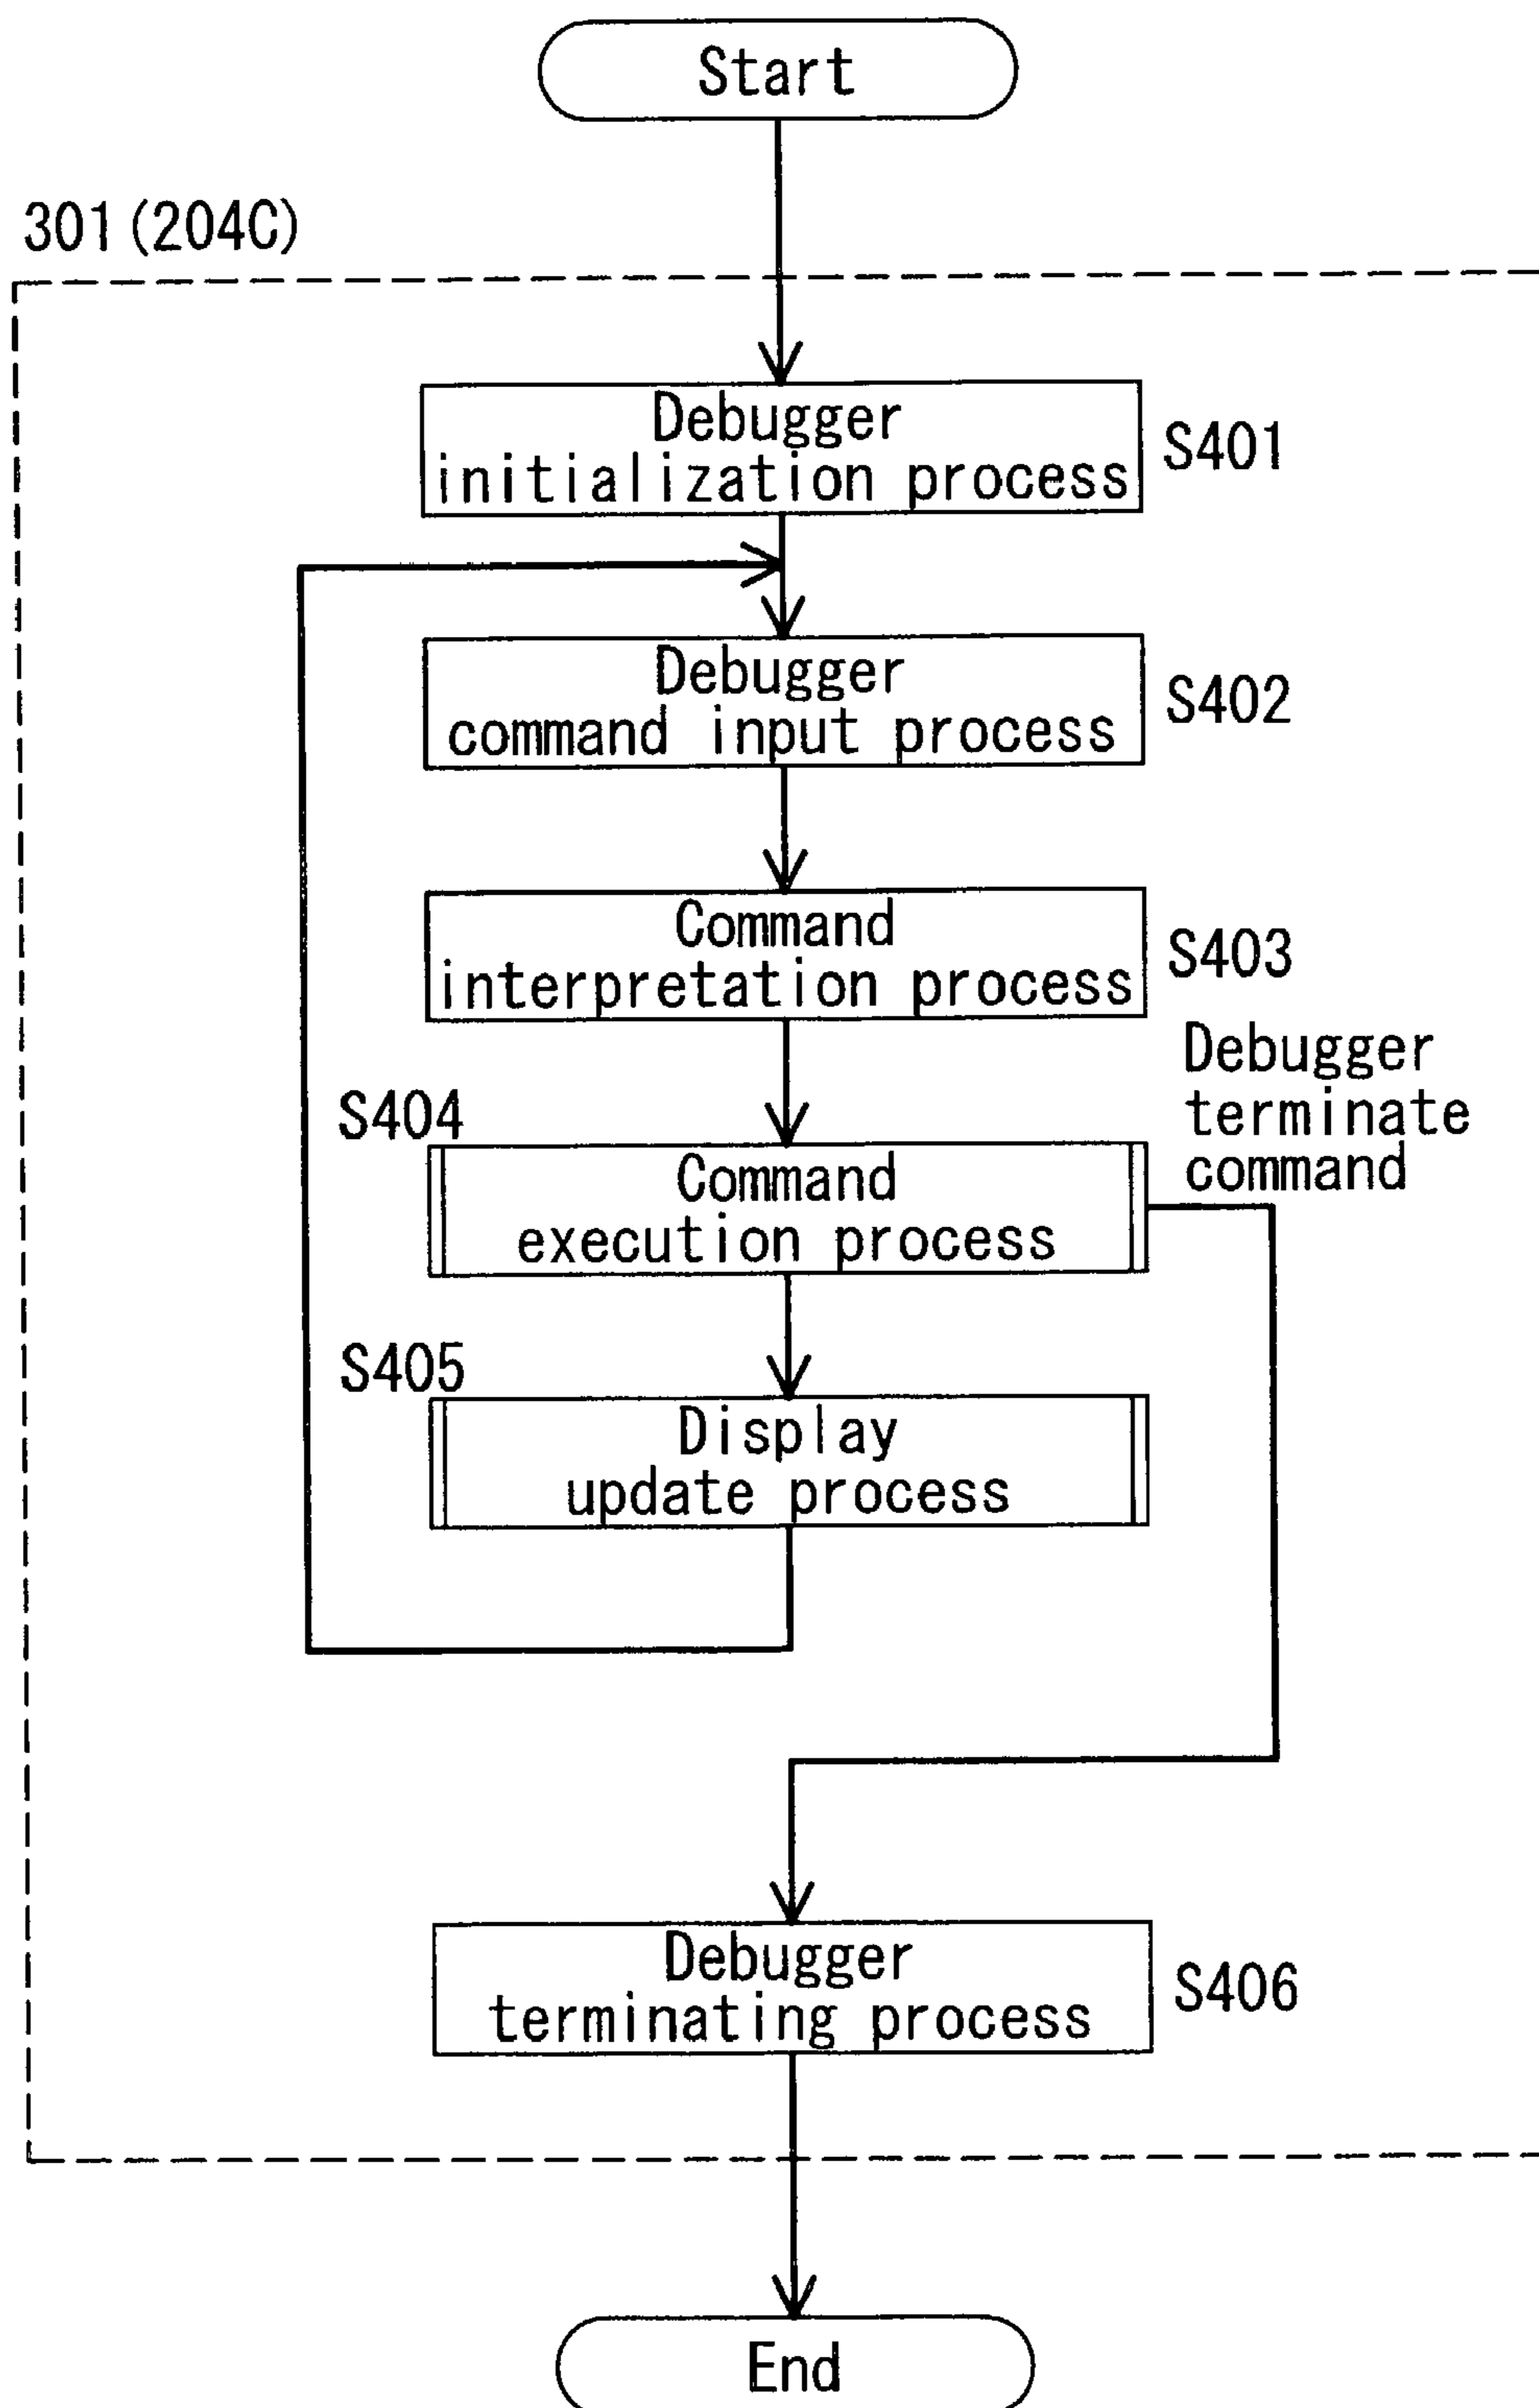 Start
301(204C)
Debugger
initialization process
S401
Debugger
command input process
S402
Command
interpretation process
S403
Debugger
terminate
command
S404
Command
execution process
S405
Display
update process
Debugger
terminating process
S406
End